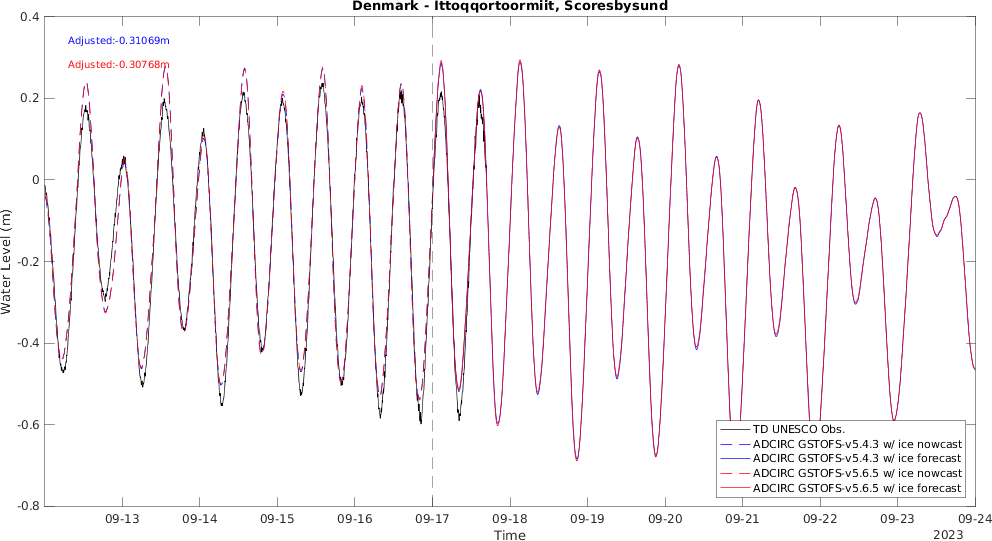 Denmark - Ittoqqortoormiit, Scoresbysund
Adjusted:-0.31069m
Adjusted:-0.30768m
Water Level (m)
0.4
0.2
0
-0.2
-0.4
-0.6
-0.8
TD UNESCO Obs.
ADCIRC GSTOFS-v5.4.3 w/ ice nowcast
ADCIRC GSTOFS-v5.4.3 w/ ice forecast
ADCIRC GSTOFS-v5.6.5 w/ ice nowcast
ADCIRC GSTOFS-v5.6.5 w/ ice forecast
09-13 09-14 09-15 09-16 09-17 09-18 09-19 09-20 09-21 09-22 09-23 09-24
Time
2023